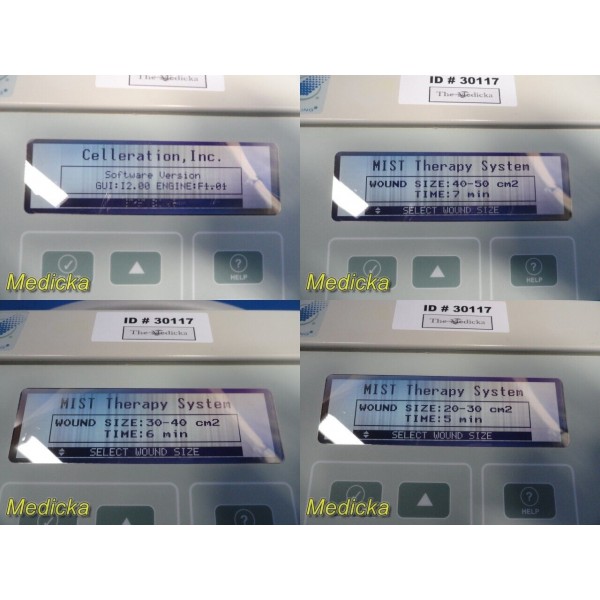 The Medicka
Celleration,Inc.
Software Version
GUI:I2.00 ENGINE:F1.01
HELP
Medicka
ID # 30117
The Medicka
MIST Therapy System
WOUND SIZE:40-50 cm2
TIME:7 min
SELECT WOUND SIZE
HELP
Medicka
ID # 30117
The Medicka
MIST Therapy System
WOUND SIZE:30-40 cm2
TIME:6 min
SELECT WOUND SIZE
Medicka
ID # 30117
The Medicka
MIST Therapy System
WOUND SIZE:20-30 cm2
TIME:5 min
SELECT WOUND SIZE
HELP
Medicka